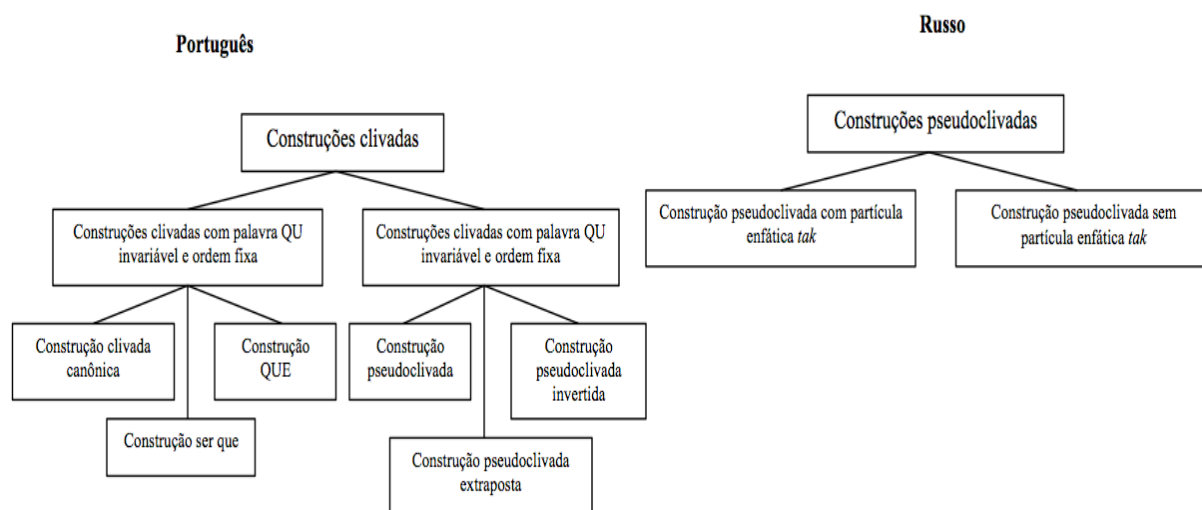 Português
Russo
Construções clivadas
Construções pseudoclivadas
Construções clivadas com palavra QU
invariável e ordem fixa
Construções clivadas com palavra QU
invariável e ordem fixa
Construção pseudoclivada com partícula
enfática tak
Construção pseudoclivada sem
partícula enfática tak
Construção clivada
canônica
Construção
QUE
Construção
pseudoclivada
Construção
pseudoclivada
invertida
Construção ser que
Construção pseudoclivada
extraposta